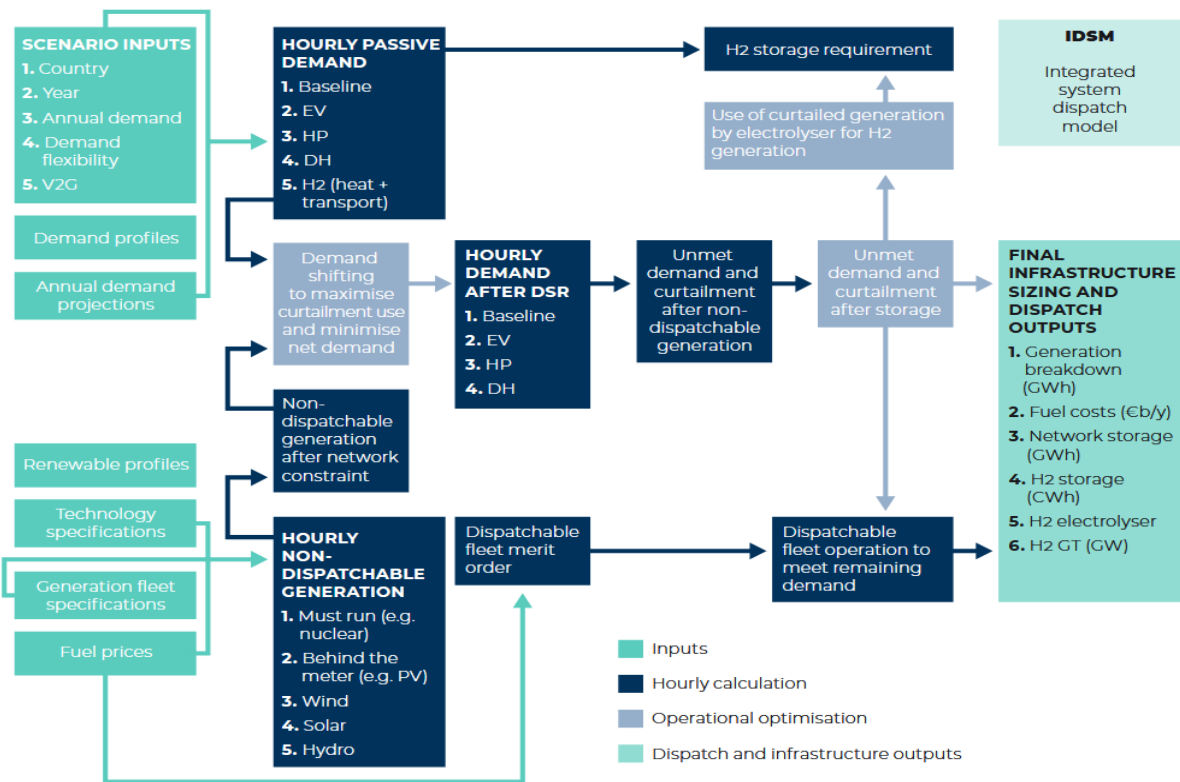 SCENARIO INPUTS
1. Country
2. Year
3. Annual demand
4. Demand
flexibility
5. V2G
Demand profiles
Annual demand
projections
Renewable profiles
Technology
specifications
Generation fleet
specifications
Fuel prices
HOURLY PASSIVE
DEMAND
1. Baseline
2. EV
3. HP
4. DH
5. H2 (heat +
transport)
Demand
shifting
to maximise
curtailment use
and minimise
net demand
Non-
dispatchable
generation
after network
constraint
HOURLY
NON-
DISPATCHABLE
GENERATION
1. Must run (e.g.
nuclear)
2. Behind the
meter (e.g. PV)
3. Wind
4. Solar
5. Hydro
HOURLY
DEMAND
AFTER DSR
1. Baseline
2. EV
3. HP
4. DH
Dispatchable
fleet merit
order
Unmet
demand and
curtailment
after non-
dispatchable
generation
H2 storage requirement
Use of curtailed generation
by electrolyser for H2
generation
Unmet
demand and
curtailment
after storage
Dispatchable
fleet operation to
meet remaining
demand
IDSM
Integrated
system
dispatch
model
FINAL
INFRASTRUCTURE
SIZING AND
DISPATCH
OUTPUTS
1. Generation
breakdown
(GWh)
2. Fuel costs (€b/y)
3. Network storage
(GWh)
4. H2 storage
(CWh)
5. H2 electrolyser
6. H2 GT (GW)
Inputs
Hourly calculation
Operational optimisation
Dispatch and infrastructure outputs